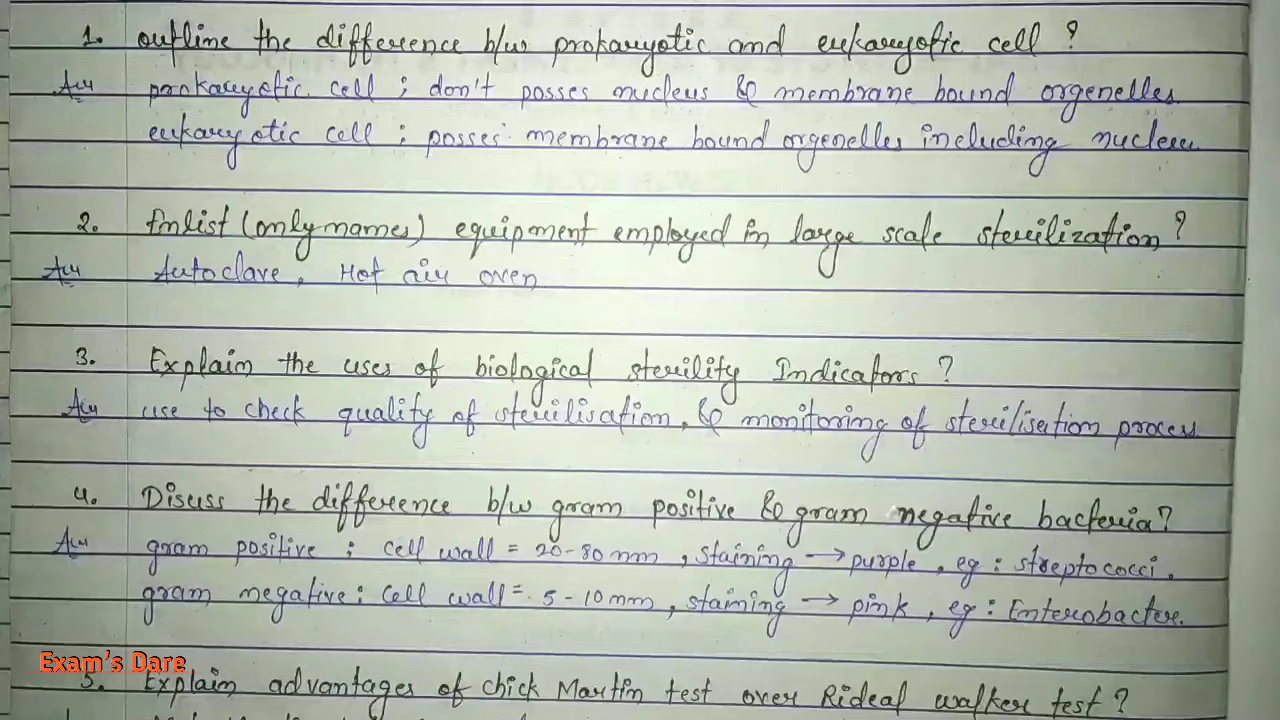 1. outline the difference b/w prokaryotic and eukaryotic cell ?
Ans prokaryotic cell ; don't posses nucleus & membrane bound orgenelles
eukaryotic cell ; posses membrane bound orgenelles including nucleus
2. Enlist (only names) equipment employed in large scale sterilization ?
Ans Autoclave, Hot air oven
3. Explain the uses of biological sterility Indicators ?
Ans use to check quality of sterilisation, & monitoring of sterilisation process
4. Discuss the difference b/w gram positive & gram negative bacteria ?
Ans gram positive ; cell wall = 20-80 nm, staining → purple, eg : streptococci.
gram negative ; cell wall = 5-10 nm, staining → pink, eg : Enterobacter.
Exam's Dare
5. Explain advantages of chick Martin test over Rideal walker test ?